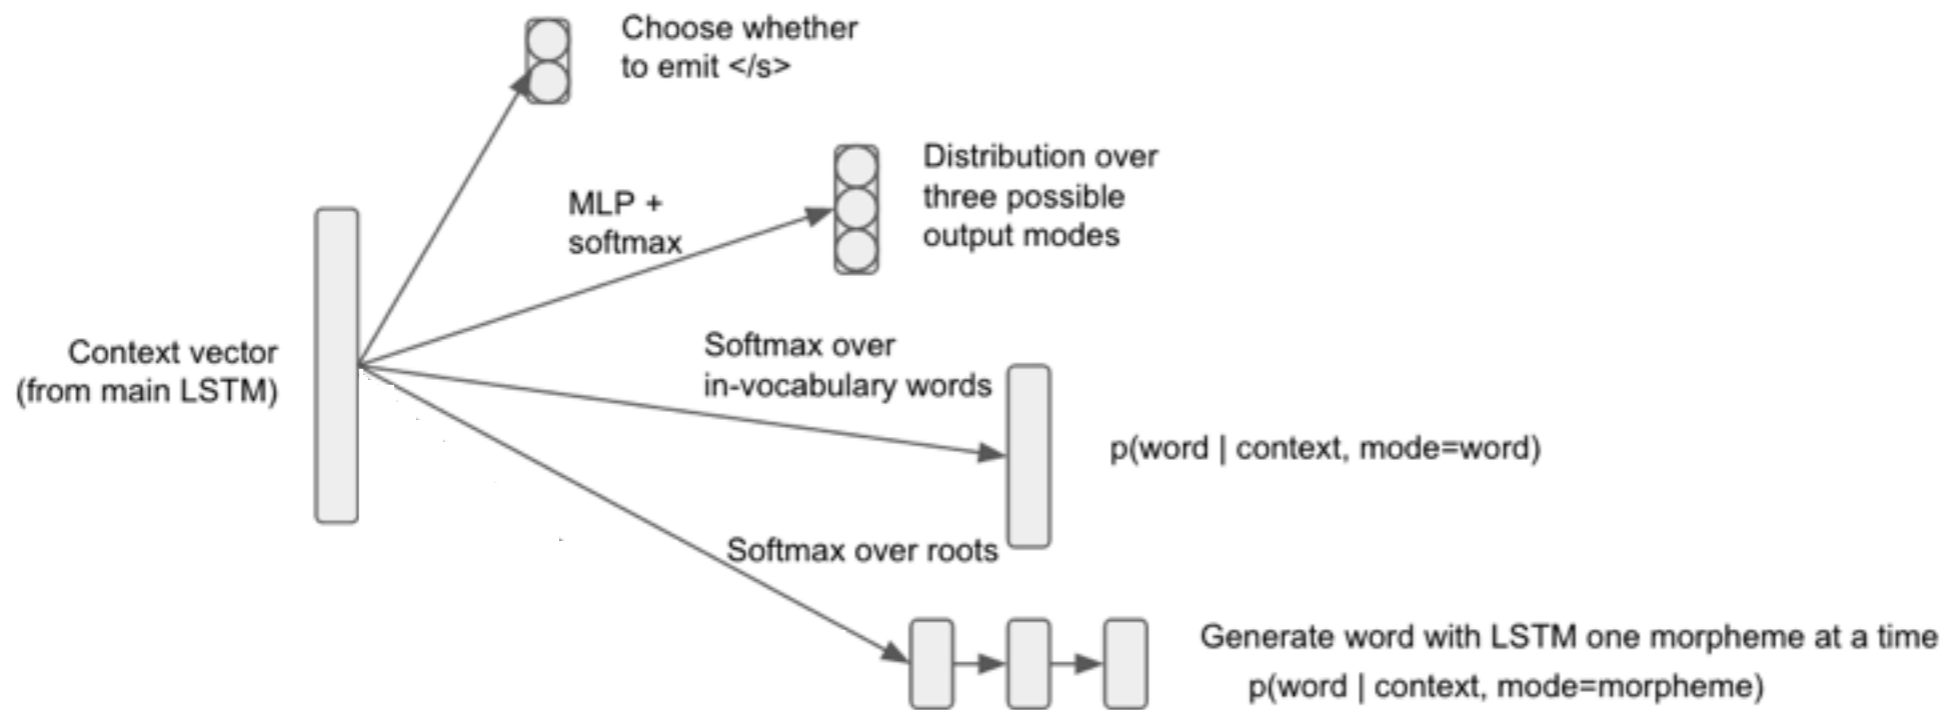 Choose whether
to emit </s>
Distribution over
three possible
output modes
MLP +
softmax
Context vector
(from main LSTM)
Softmax over
in-vocabulary words
p(word | context, mode=word)
Softmax over roots
Generate word with LSTM one morpheme at a time
p(word | context, mode=morpheme)